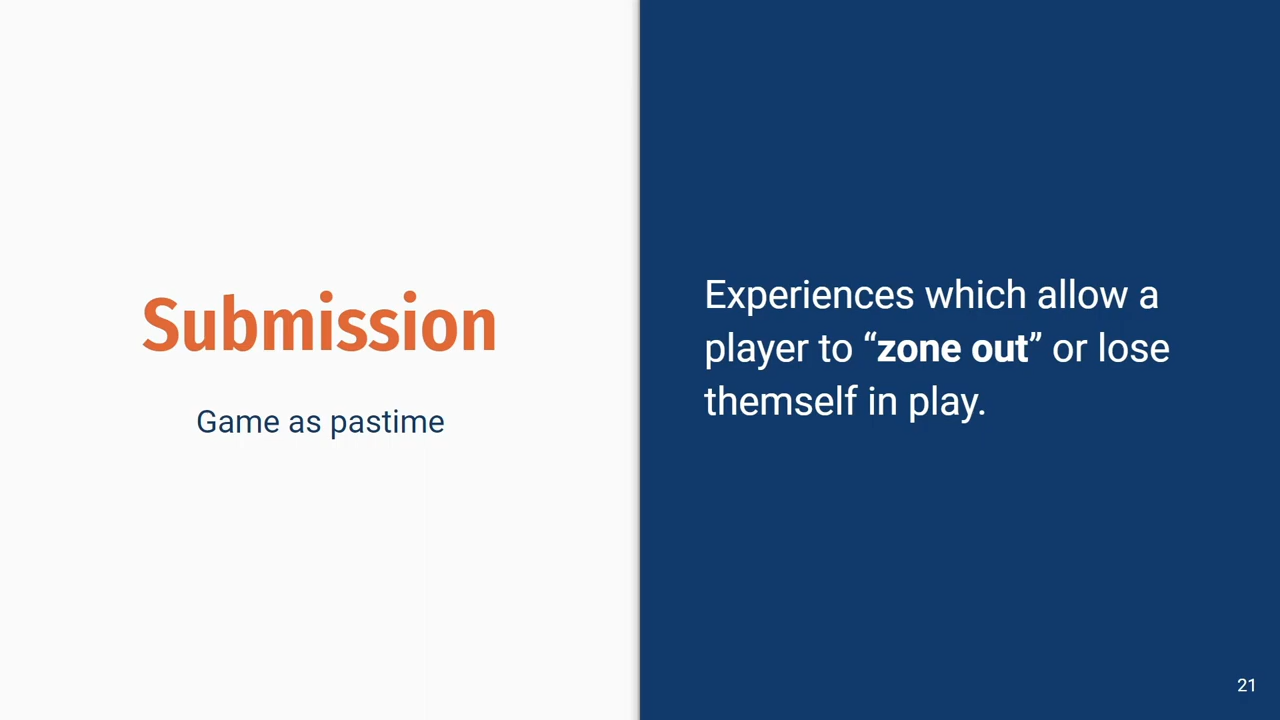 Submission
Game as pastime
Experiences which allow a
player to “zone out” or lose
themself in play.
21